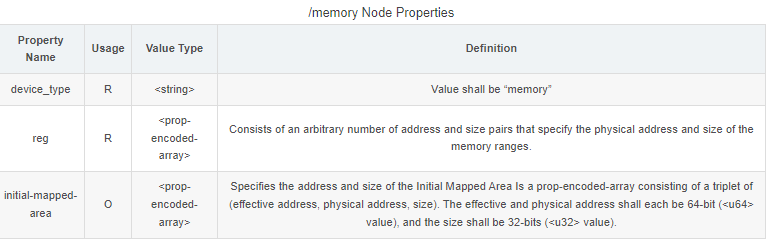 /memory Node Properties
Property
Name
Usage
Value Type
Definition
device_type
R
<string>
Value shall be “memory”
reg
R
<prop-
encoded-
array>
Consists of an arbitrary number of address and size pairs that specify the physical address and size of the
memory ranges.
initial-mapped-
area
O
<prop-
encoded-
array>
Specifies the address and size of the Initial Mapped Area Is a prop-encoded-array consisting of a triplet of
(effective address, physical address, size). The effective and physical address shall each be 64-bit (<u64>
value), and the size shall be 32-bits (<u32> value).